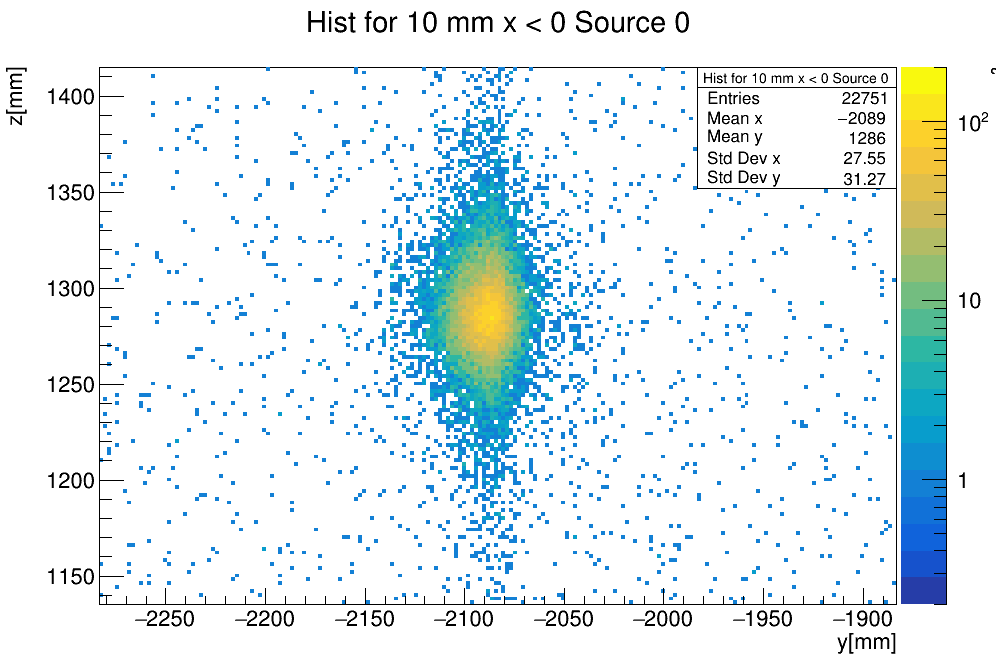 Hist for 10 mm x < 0 Source 0
z[mm]
Hist for 10 mm x < 0 Source 0
Entries 22751
Mean x −2089
Mean y 1286
Std Dev x 27.55
Std Dev y 31.27
1400
1350
1300
1250
1200
1150
10²
10
1
−2250 −2200 −2150 −2100 −2050 −2000 −1950 −1900
y[mm]